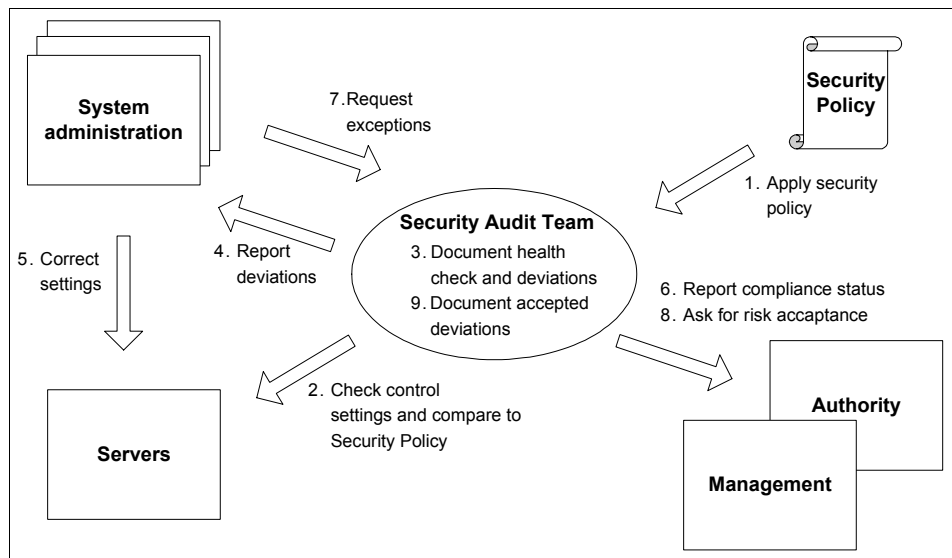 System
administration
7. Request
exceptions
Security
Policy
1. Apply security
policy
Security Audit Team
3. Document health
check and deviations
9. Document accepted
deviations
4. Report
deviations
5. Correct
settings
6. Report compliance status
8. Ask for risk accaptance
2. Check control
settings and compare to
Security Policy
Servers
Authority
Management